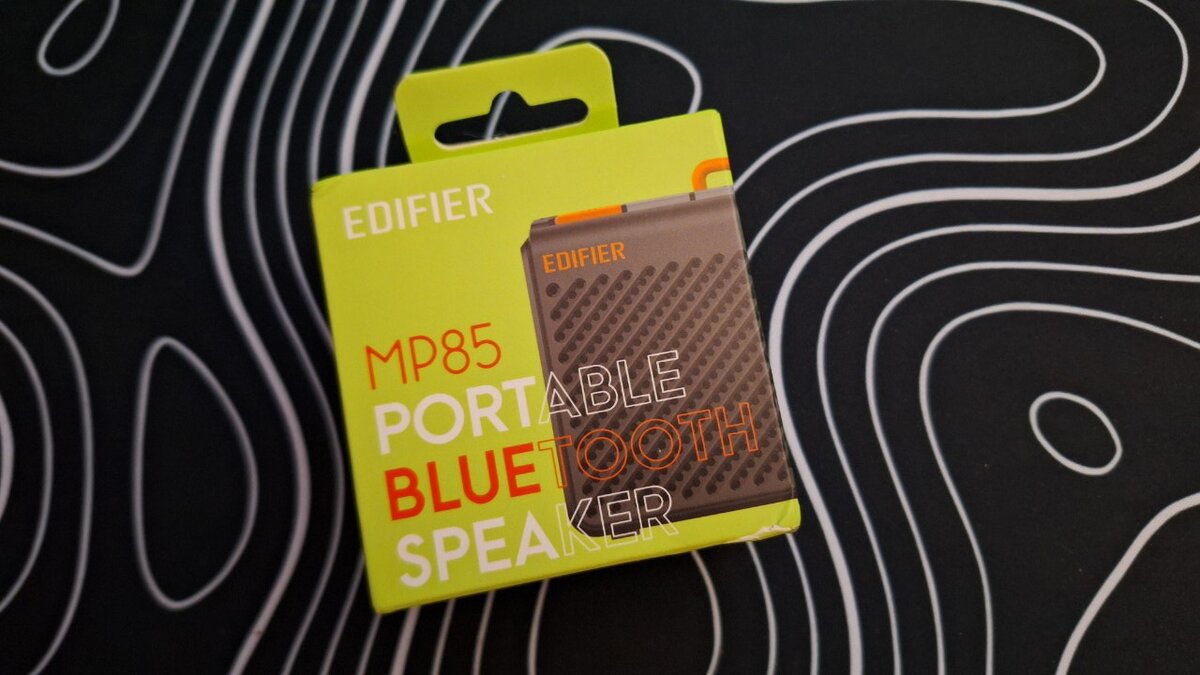 EDIFIER
EDIFIER
MP85
PORTABLE
BLUETOOTH
SPEAKER